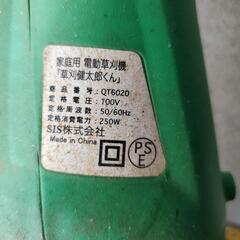 家庭用 電動草刈機
「草刈健太郎くん」
商品番号：QT6020
定格電圧：100V
定格周波数：50/60Hz
定格消費電力：250W
SIS株式会社
Made in China
PS
E